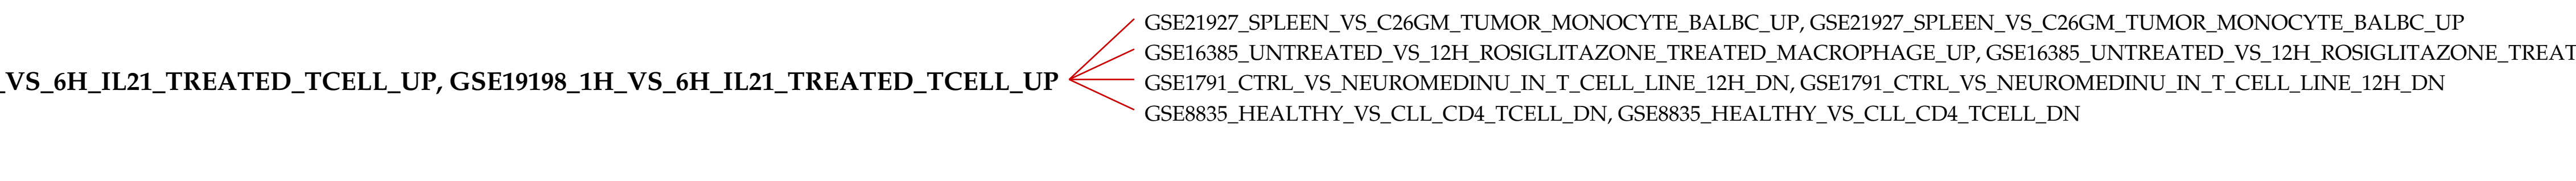 GSE21927_SPLEEN_VS_C26GM_TUMOR_MONOCYTE_BALBC_UP, GSE21927_SPLEEN_VS_C26GM_TUMOR_MONOCYTE_BALBC_UP
GSE16385_UNTREATED_VS_12H_ROSIGLITAZONE_TREATED_MACROPHAGE_UP, GSE16385_UNTREATED_VS_12H_ROSIGLITAZONE_TREAT
_VS_6H_IL21_TREATED_TCELL_UP, GSE19198_1H_VS_6H_IL21_TREATED_TCELL_UP
GSE1791_CTRL_VS_NEUROMEDINU_IN_T_CELL_LINE_12H_DN, GSE1791_CTRL_VS_NEUROMEDINU_IN_T_CELL_LINE_12H_DN
GSE8835_HEALTHY_VS_CLL_CD4_TCELL_DN, GSE8835_HEALTHY_VS_CLL_CD4_TCELL_DN